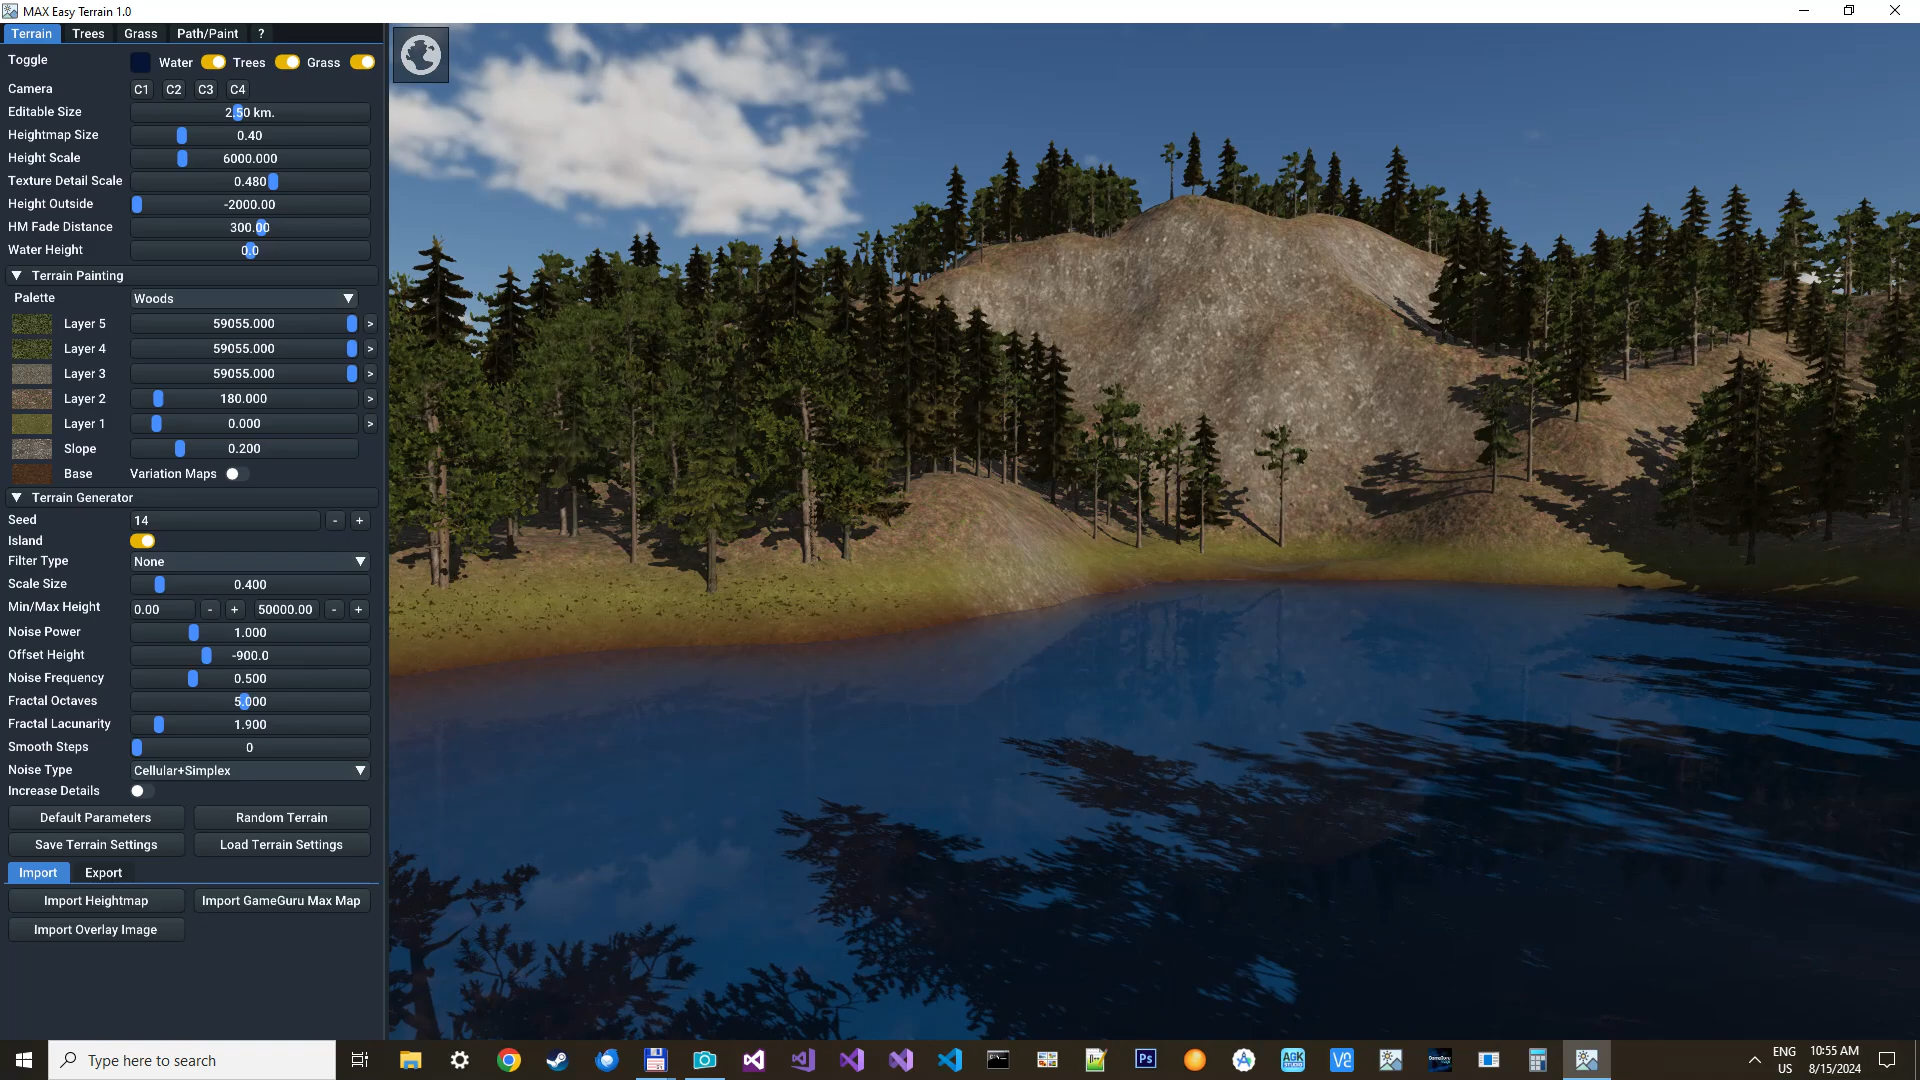 MAX Easy Terrain 1.0
Terrain Trees Grass Path/Paint ?
Toggle Water Trees Grass
Camera C1 C2 C3 C4
Editable Size 2.50 km.
Heightmap Size 0.40
Height Scale 6000.000
Texture Detail Scale 0.480
Height Outside -2000.00
HM Fade Distance 300.00
Water Height 0.0
Terrain Painting
Palette Woods
Layer 5 59055.000 >
Layer 4 59055.000 >
Layer 3 59055.000 >
Layer 2 180.000 >
Layer 1 0.000 >
Slope 0.200
Base Variation Maps
Terrain Generator
Seed 14 - +
Island
Filter Type None
Scale Size 0.400
Min/Max Height 0.00 - + 50000.00 - +
Noise Power 1.000
Offset Height -900.0
Noise Frequency 0.500
Fractal Octaves 5.000
Fractal Lacunarity 1.900
Smooth Steps 0
Noise Type Cellular+Simplex
Increase Details
Default Parameters Random Terrain
Save Terrain Settings Load Terrain Settings
Import Export
Import Heightmap Import GameGuru Max Map
Import Overlay Image
Type here to search Ps AGK ENG 10:55 AM
US 8/15/2024